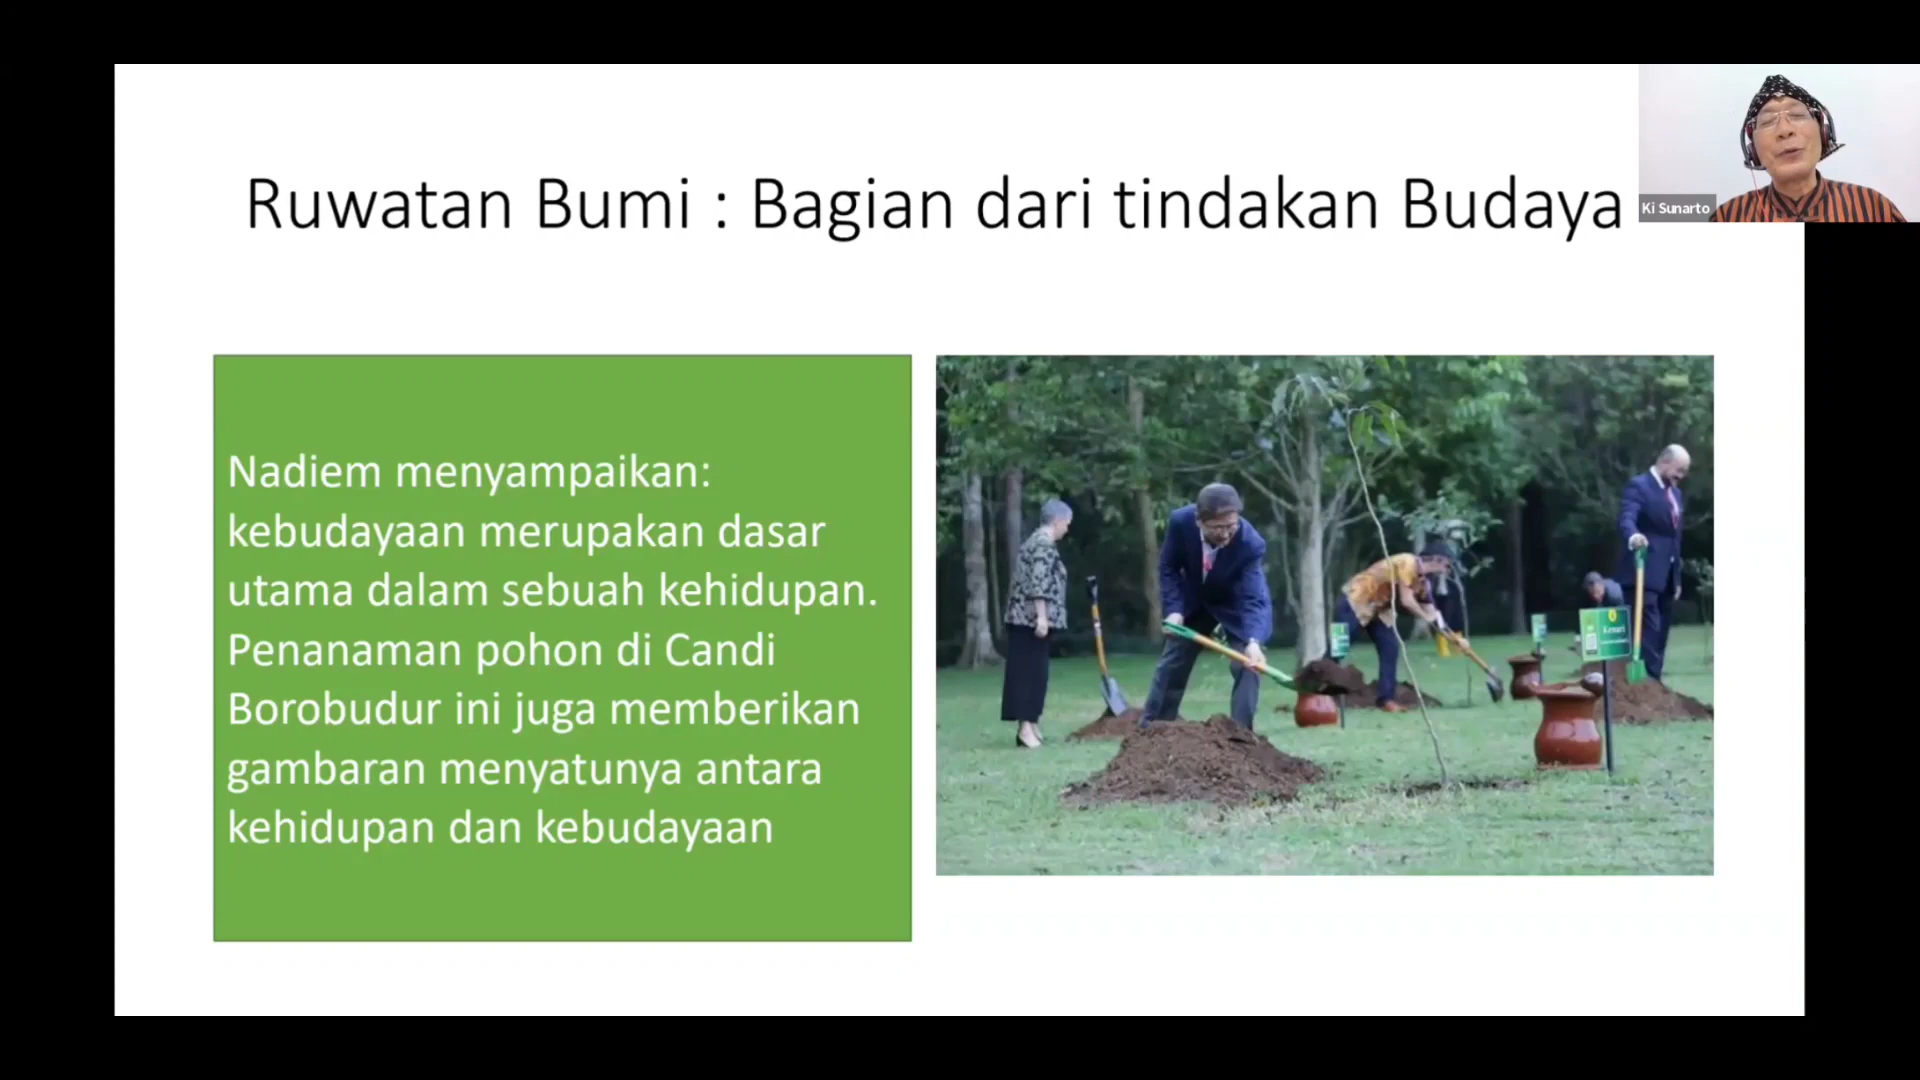 Ruwatan Bumi : Bagian dari tindakan Budaya
Ki Sunarto
Nadiem menyampaikan:
kebudayaan merupakan dasar
utama dalam sebuah kehidupan.
Penanaman pohon di Candi
Borobudur ini juga memberikan
gambaran menyatunya antara
kehidupan dan kebudayaan
Kenari